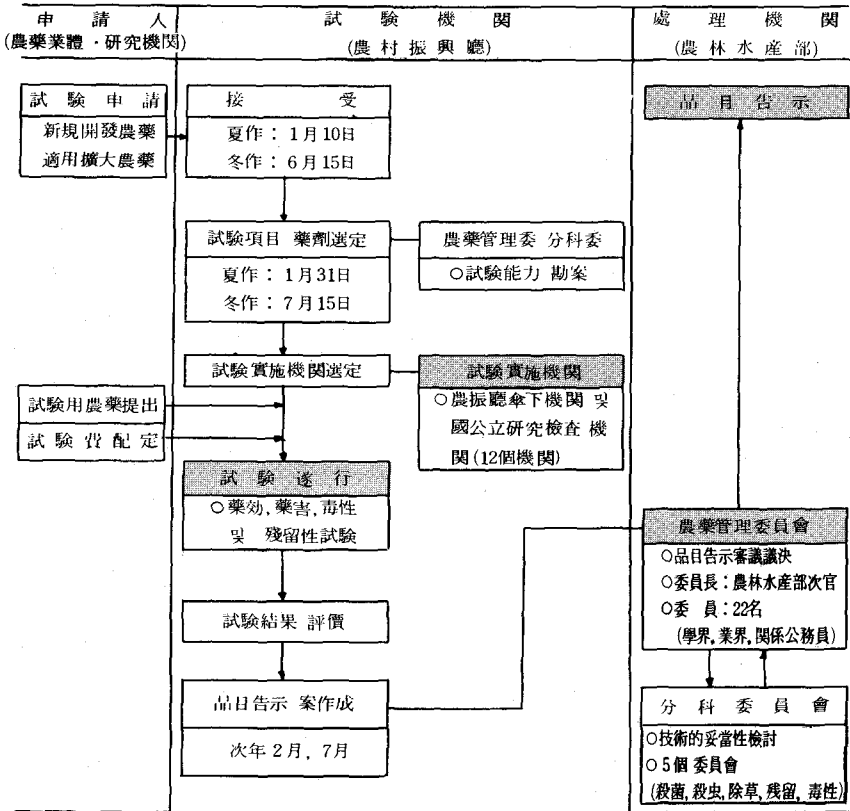 申請人
(農藥業體·研究機関)
試験機関
(農村振興廳)
處理機関
(農林水産部)
試験申請
新規開發農藥
適用擴大農藥
接受
夏作 : 1月10日
冬作 : 6月15日
品目告示
試験項目 藥劑選定
夏作 : 1月31日
冬作 : 7月15日
農藥管理委 分科委
○試験能力 勘案
試験實施機関選定
試験實施機関
○農振廳傘下機関 및
國公立研究檢査 機
関(12個機関)
試験用農藥提出
試験費配定
試験遂行
○藥効, 藥害, 毒性
및 殘留性試験
農藥管理委員會
○品目告示審議議決
○委員長 : 農林水産部次官
○委 員 : 22名
(學界, 業界, 関係公務員)
試験結果 評價
品目告示 案作成
次年 2月, 7月
分科委員會
○技術的妥當性檢討
○5個 委員會
(殺菌, 殺虫, 除草, 残留, 毒性)